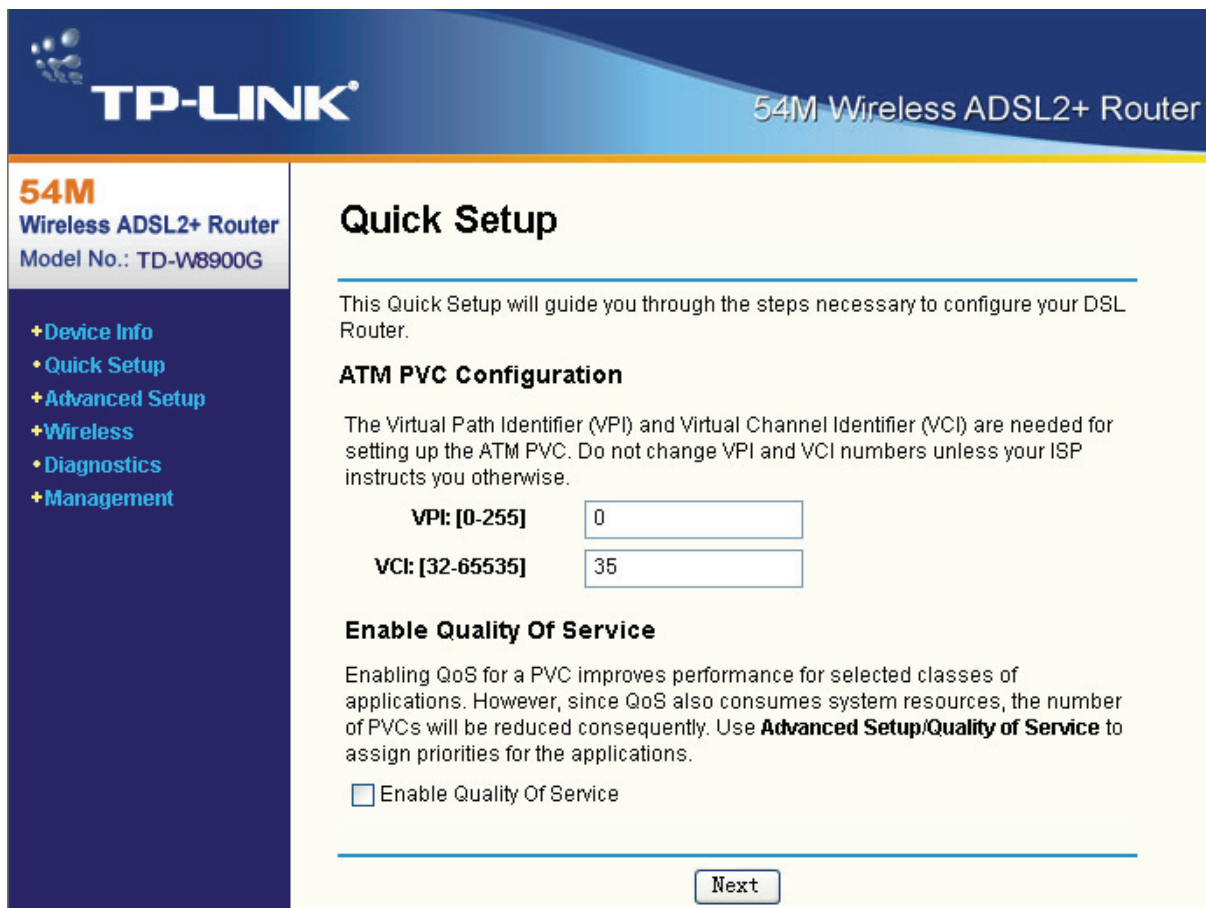 TP-LINK®
54M Wireless ADSL2+ Router
54M
Wireless ADSL2+ Router
Model No.: TD-W8900G
+Device Info
•Quick Setup
+Advanced Setup
+Wireless
•Diagnostics
+Management
Quick Setup
This Quick Setup will guide you through the steps necessary to configure your DSL
Router.
ATM PVC Configuration
The Virtual Path Identifier (VPI) and Virtual Channel Identifier (VCI) are needed for
setting up the ATM PVC. Do not change VPI and VCI numbers unless your ISP
instructs you otherwise.
VPI: [0-255] 0
VCI: [32-65535] 35
Enable Quality Of Service
Enabling QoS for a PVC improves performance for selected classes of
applications. However, since QoS also consumes system resources, the number
of PVCs will be reduced consequently. Use Advanced Setup/Quality of Service to
assign priorities for the applications.
Enable Quality Of Service
Next